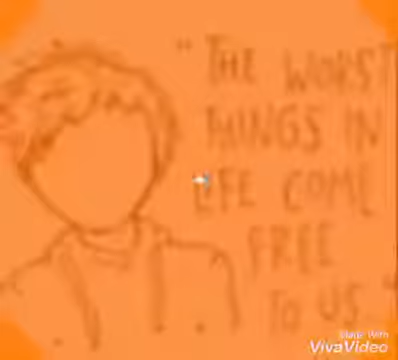 "THE WORST
THINGS IN
LIFE COME
FREE
TO US"
Made With
VivaVideo